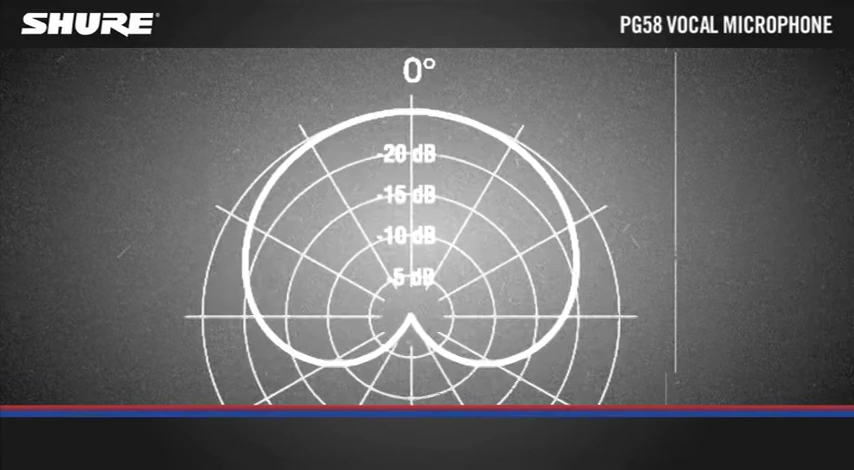 SHURE
PG58 VOCAL MICROPHONE
0°
-20 dB
-15 dB
-10 dB
-5 dB